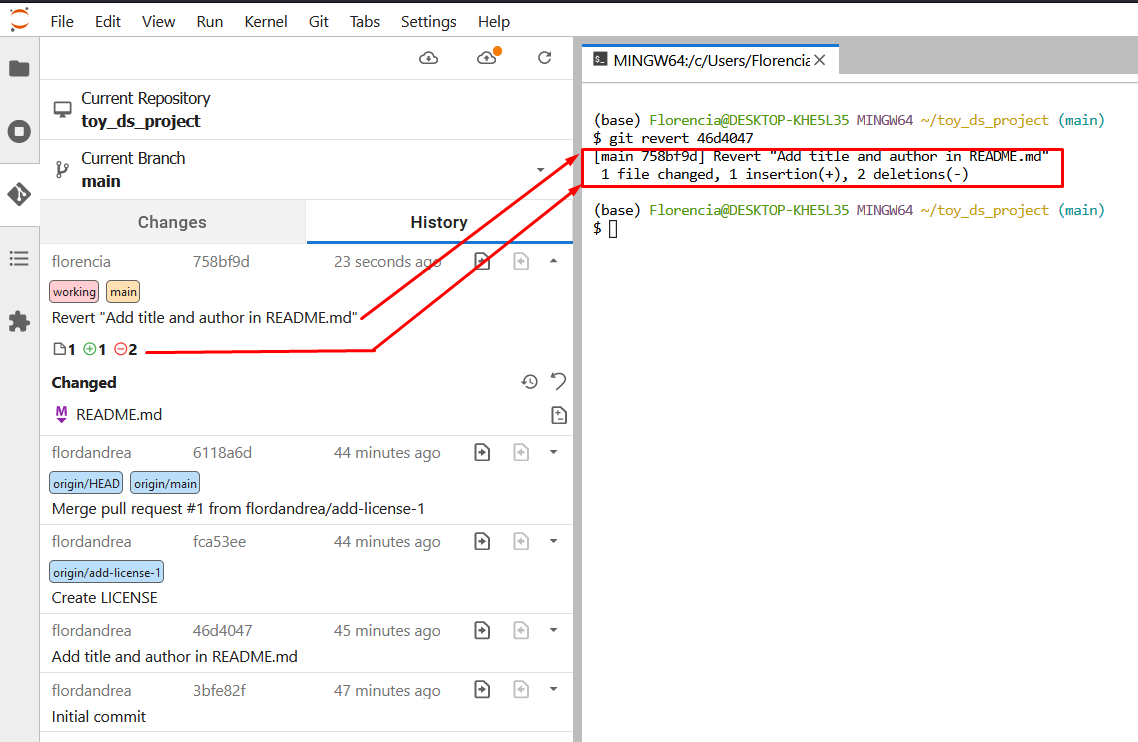 File Edit View Run Kernel Git Tabs Settings Help
Current Repository
toy_ds_project
Current Branch
main
Changes History
florencia 758bf9d 23 seconds ago
working main
Revert "Add title and author in README.md"
1 1 2
Changed
M README.md
flordandrea 6118a6d 44 minutes ago
origin/HEAD origin/main
Merge pull request #1 from flordandrea/add-license-1
flordandrea fca53ee 44 minutes ago
origin/add-license-1
Create LICENSE
flordandrea 46d4047 45 minutes ago
Add title and author in README.md
flordandrea 3bfe82f 47 minutes ago
Initial commit
MINGW64:/c/Users/Florencia
(base) Florencia@DESKTOP-KHE5L35 MINGW64 ~/toy_ds_project (main)
$ git revert 46d4047
[main 758bf9d] Revert "Add title and author in README.md"
1 file changed, 1 insertion(+), 2 deletions(-)
(base) Florencia@DESKTOP-KHE5L35 MINGW64 ~/toy_ds_project (main)
$